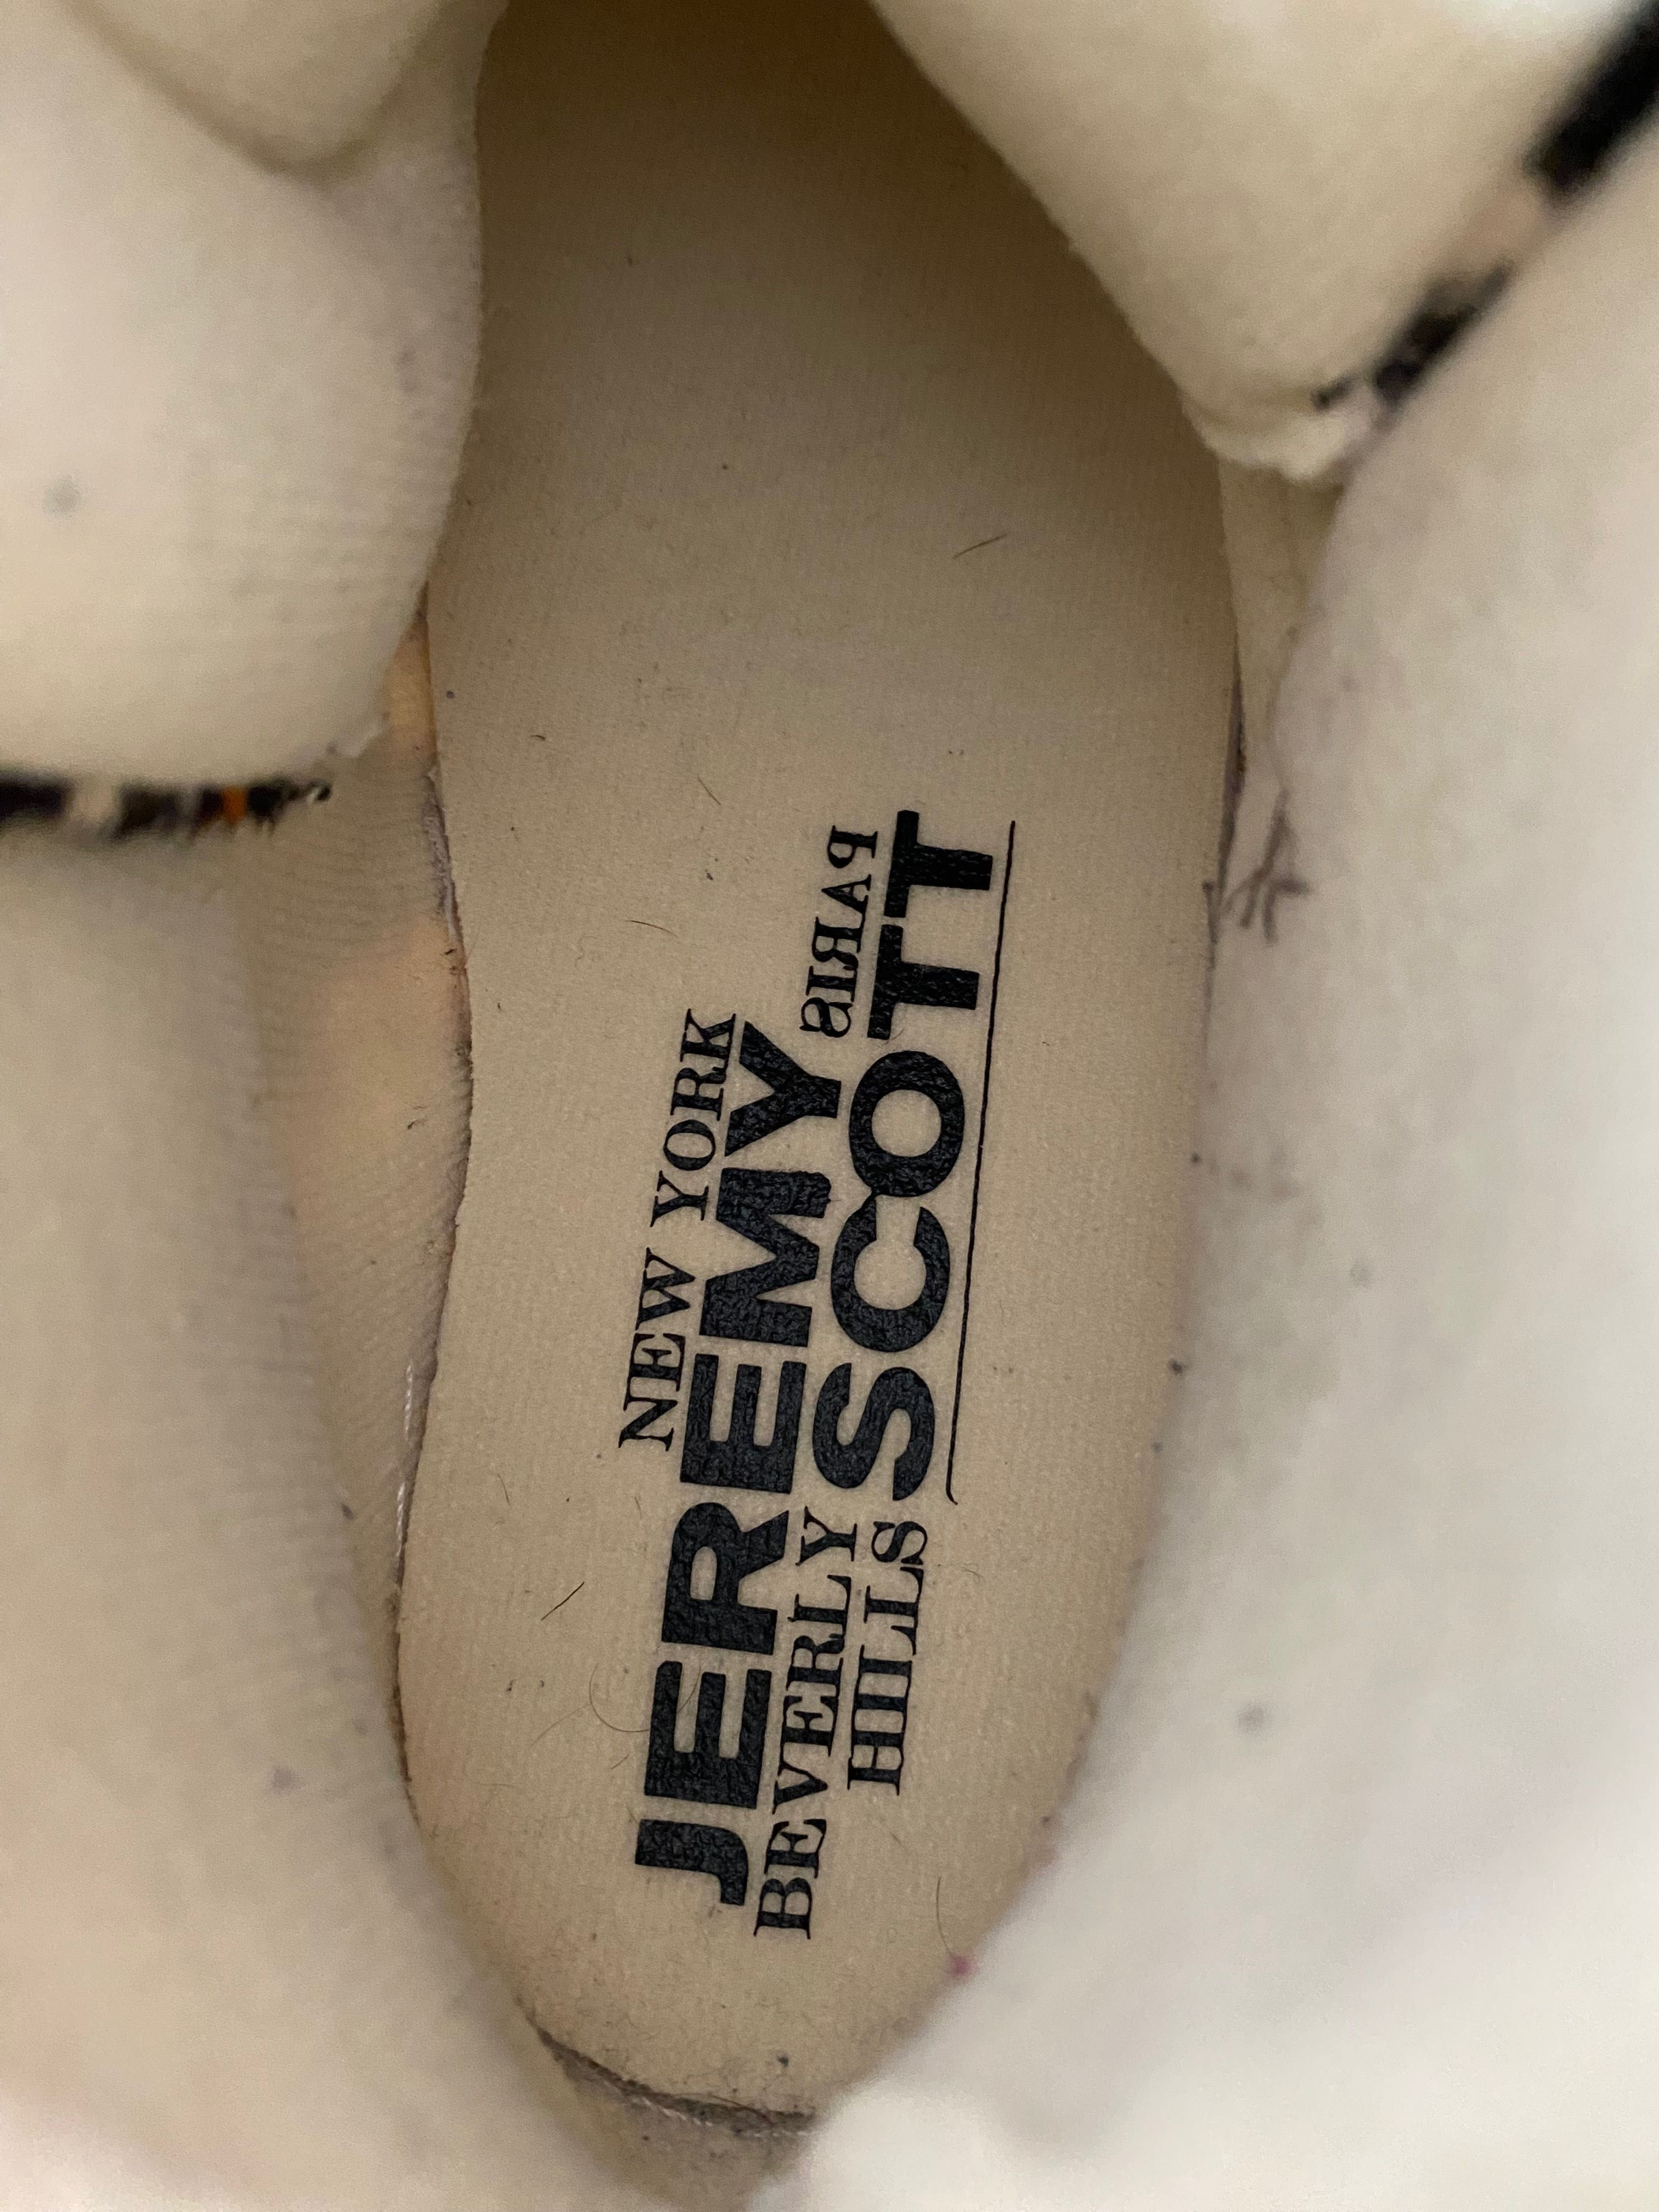 NEW YORK
JEREMY
BEVERLY PARIS
HILLS SCOTT